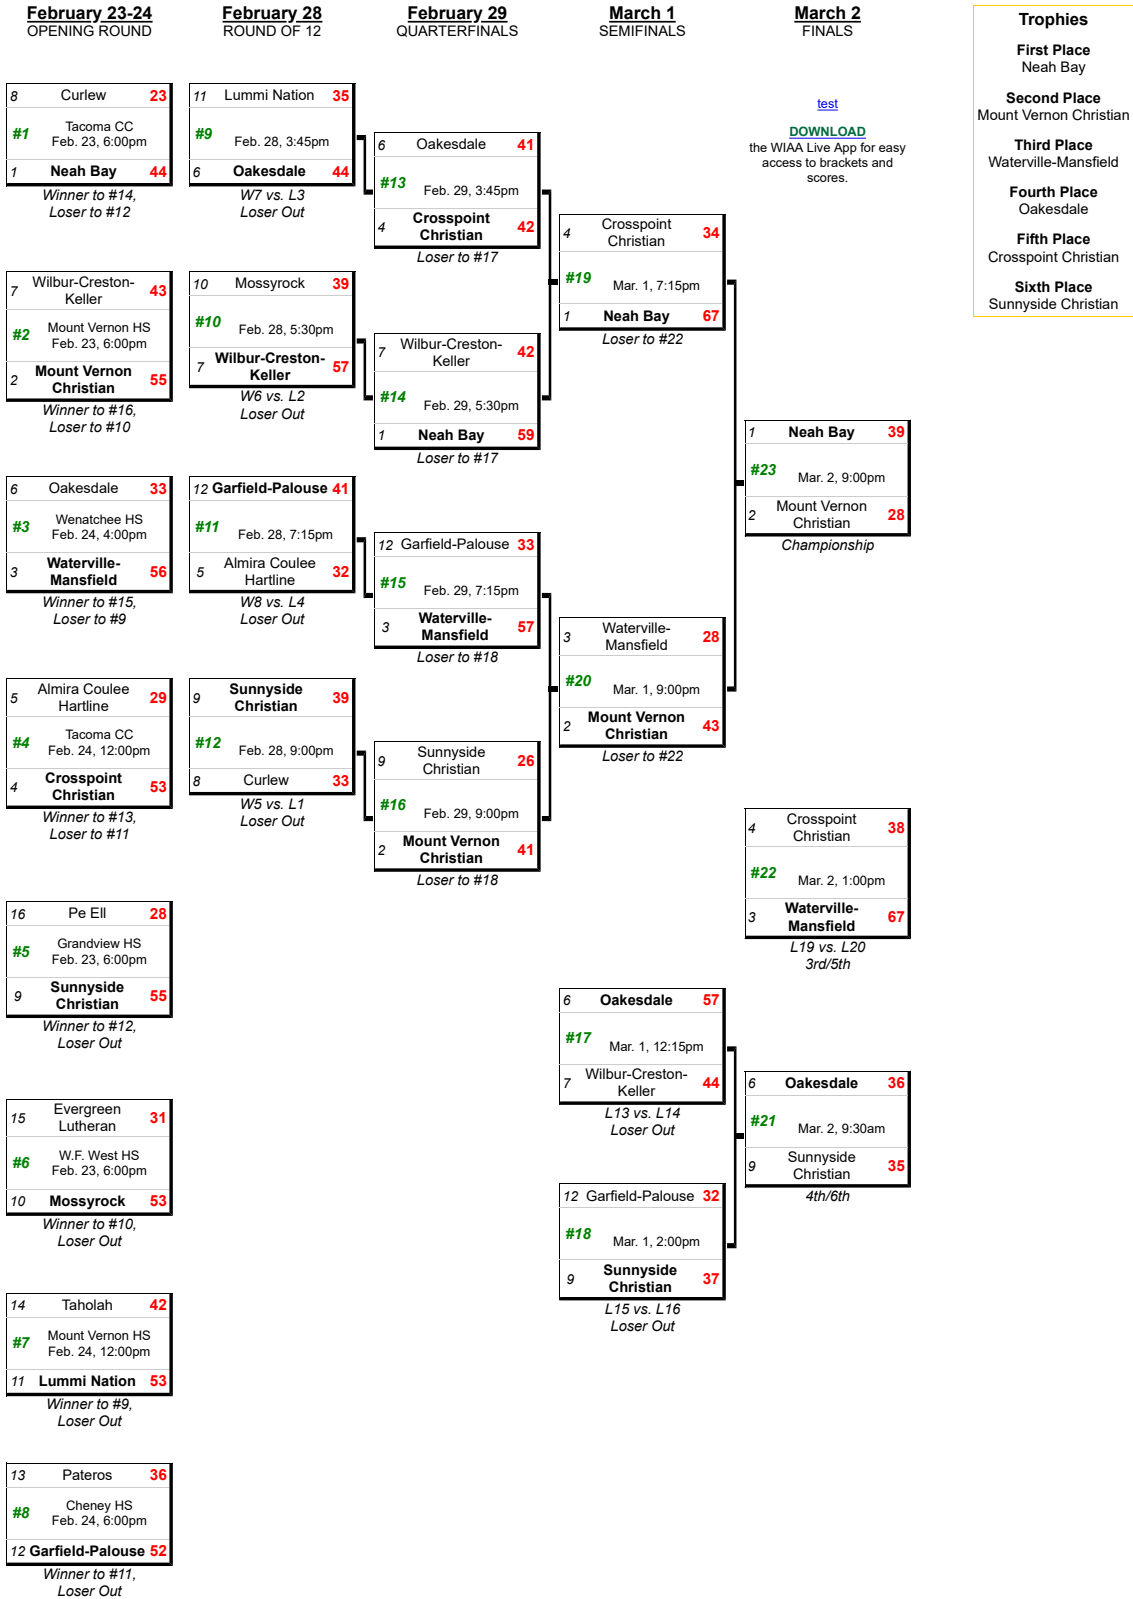 February 23-24
OPENING ROUND
8 Curlew 23
#1 Tacoma CC
Feb. 23, 6:00pm
1 Neah Bay 44
Winner to #14,
Loser to #12
7 Wilbur-Creston-
Keller 43
#2 Mount Vernon HS
Feb. 23, 6:00pm
2 Mount Vernon
Christian 55
Winner to #16,
Loser to #10
6 Oakesdale 33
#3 Wenatchee HS
Feb. 24, 4:00pm
3 Waterville-
Mansfield 56
Winner to #15,
Loser to #9
5 Almira Coulee
Hartline 29
#4 Tacoma CC
Feb. 24, 12:00pm
4 Crosspoint
Christian 53
Winner to #13,
Loser to #11
16 Pe Ell 28
#5 Grandview HS
Feb. 23, 6:00pm
9 Sunnyside
Christian 55
Winner to #12,
Loser Out
15 Evergreen
Lutheran 31
#6 W.F. West HS
Feb. 23, 6:00pm
10 Mossyrock 53
Winner to #10,
Loser Out
14 Taholah 42
#7 Mount Vernon HS
Feb. 24, 12:00pm
11 Lummi Nation 53
Winner to #9,
Loser Out
13 Pateros 36
#8 Cheney HS
Feb. 24, 6:00pm
12 Garfield-Palouse 52
Winner to #11,
Loser Out
February 28
ROUND OF 12
11 Lummi Nation 35
#9 Feb. 28, 3:45pm
6 Oakesdale 44
W7 vs. L3
Loser Out
10 Mossyrock 39
#10 Feb. 28, 5:30pm
7 Wilbur-Creston-
Keller 57
W6 vs. L2
Loser Out
12 Garfield-Palouse 41
#11 Feb. 28, 7:15pm
5 Almira Coulee
Hartline 32
W8 vs. L4
Loser Out
9 Sunnyside
Christian 39
#12 Feb. 28, 9:00pm
8 Curlew 33
W5 vs. L1
Loser Out
February 29
QUARTERFINALS
6 Oakesdale 41
#13 Feb. 29, 3:45pm
4 Crosspoint
Christian 42
Loser to #17
7 Wilbur-Creston-
Keller 42
#14 Feb. 29, 5:30pm
1 Neah Bay 59
Loser to #17
12 Garfield-Palouse 33
#15 Feb. 29, 7:15pm
3 Waterville-
Mansfield 57
Loser to #18
9 Sunnyside
Christian 26
#16 Feb. 29, 9:00pm
2 Mount Vernon
Christian 41
Loser to #18
March 1
SEMIFINALS
4 Crosspoint
Christian 34
#19 Mar. 1, 7:15pm
1 Neah Bay 67
Loser to #22
3 Waterville-
Mansfield 28
#20 Mar. 1, 9:00pm
2 Mount Vernon
Christian 43
Loser to #22
6 Oakesdale 57
#17 Mar. 1, 12:15pm
7 Wilbur-Creston-
Keller 44
L13 vs. L14
Loser Out
12 Garfield-Palouse 32
#18 Mar. 1, 2:00pm
9 Sunnyside
Christian 37
L15 vs. L16
Loser Out
March 2
FINALS
test
DOWNLOAD
the WIAA Live App for easy
access to brackets and
scores.
1 Neah Bay 39
#23 Mar. 2, 9:00pm
2 Mount Vernon
Christian 28
Championship
4 Crosspoint
Christian 38
#22 Mar. 2, 1:00pm
3 Waterville-
Mansfield 67
L19 vs. L20
3rd/5th
6 Oakesdale 36
#21 Mar. 2, 9:30am
9 Sunnyside
Christian 35
4th/6th
Trophies
First Place
Neah Bay
Second Place
Mount Vernon Christian
Third Place
Waterville-Mansfield
Fourth Place
Oakesdale
Fifth Place
Crosspoint Christian
Sixth Place
Sunnyside Christian